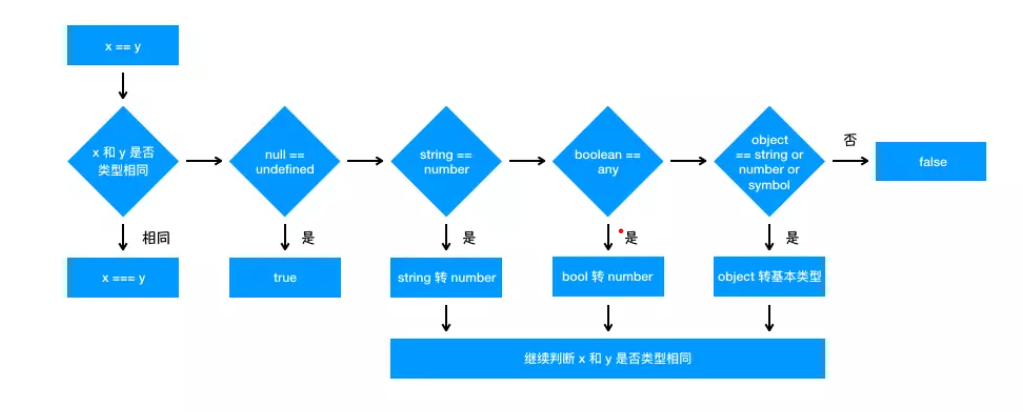 x == y
x 和 y 是否
类型相同
null ==
undefined
string ==
number
boolean ==
any
object
== string or
number or
symbol
否
false
相同
是
是
是
是
x === y
true
string 转 number
bool 转 number
object 转基本类型
继续判断 x 和 y 是否类型相同